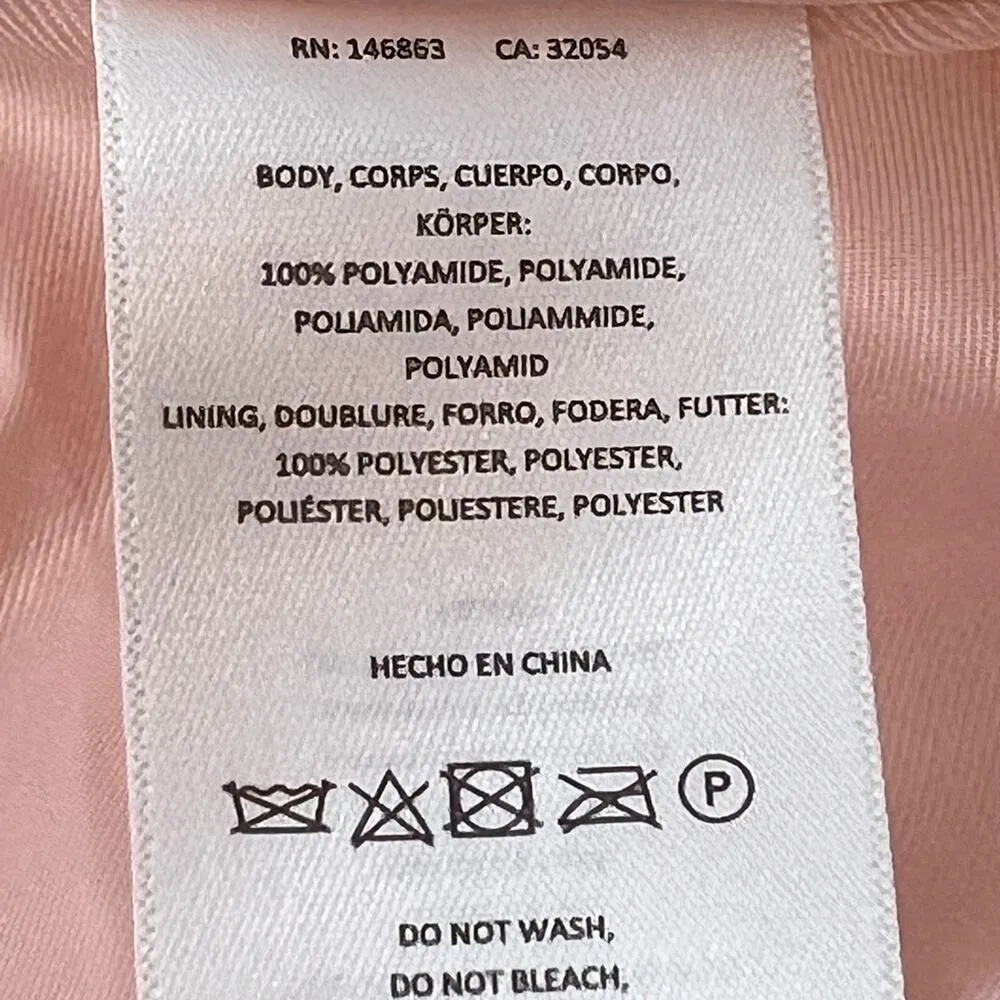 RN: 146863 CA: 32054
BODY, CORPS, CUERPO, CORPO,
KÖRPER:
100% POLYAMIDE, POLYAMIDE,
POLIAMIDA, POLIAMMIDE,
POLYAMID
LINING, DOUBLURE, FORRO, FODERA, FUTTER:
100% POLYESTER, POLYESTER,
POLIÉSTER, POLIESTERE, POLYESTER
HECHO EN CHINA
P
DO NOT WASH,
DO NOT BLEACH,